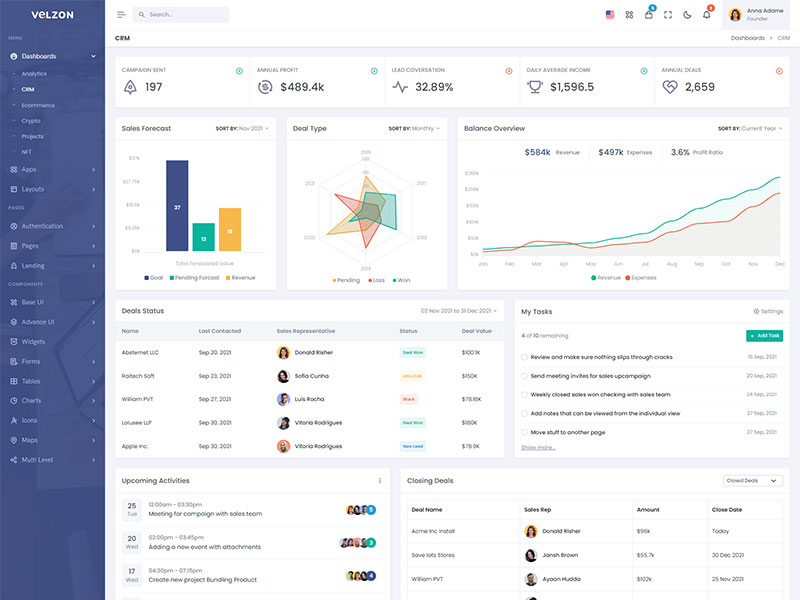 VELZON
Search...
5
3
Anna Adame
Founder
MENU
Dashboards
Analytics
CRM
Ecommerce
Crypto
Projects
NFT
Apps
Layouts
PAGES
Authentication
Pages
Landing
COMPONENTS
Base UI
Advance UI
Widgets
Forms
Tables
Charts
Icons
Maps
Multi Level
CRM
Dashboards > CRM
CAMPAIGN SENT
197
ANNUAL PROFIT
$489.4k
LEAD COVERSATION
32.89%
DAILY AVERAGE INCOME
$1,596.5
ANNUAL DEALS
2,659
Sales Forecast
SORT BY: Nov 2021
$37k
$27.75k
$18.5k
$9.25k
$0k
37
12
18
Total Forecasted Value
Goal Pending Forcast Revenue
Deal Type
SORT BY: Monthly
2016
2017
2018
2019
2020
2021
Pending Loss Won
Balance Overview
SORT BY: Current Year
$584k Revenue
$497k Expenses
3.6% Profit Ratio
$260k
$208k
$156k
$104k
$52k
$0k
Jan Feb Mar Apr May Jun Jul Aug Sep Oct Nov Dec
Revenue Expenses
Deals Status
02 Nov 2021 to 31 Dec 2021
Name Last Contacted Sales Representative Status Deal Value
Absternet LLC Sep 20, 2021 Donald Risher Deal Won $100.1K
Raitech Soft Sep 23, 2021 Sofia Cunha Intro Call $150K
William PVT Sep 27, 2021 Luis Rocha Stuck $78.18K
Loiusee LLP Sep 30, 2021 Vitoria Rodrigues Deal Won $180K
Apple Inc. Sep 30, 2021 Vitoria Rodrigues New Lead $78.9K
My Tasks
Settings
4 of 10 remaining
+ Add Task
Review and make sure nothing slips through cracks 15 Sep, 2021
Send meeting invites for sales upcampaign 20 Sep, 2021
Weekly closed sales won checking with sales team 24 Sep, 2021
Add notes that can be viewed from the individual view 27 Sep, 2021
Move stuff to another page 27 Sep, 2021
Show more...
Upcoming Activities
25
Tue
12:00am - 03:30pm
Meeting for campaign with sales team
5
20
Wed
02:00pm - 03:45pm
Adding a new event with attachments
3
17
Wed
04:30pm - 07:15pm
Create new project Bundling Product
4
Closing Deals
Closed Deals
Deal Name Sales Rep Amount Close Date
Acme Inc Install Donald Risher $96k Today
Save lots Stores Jansh Brown $55.7k 30 Dec 2021
William PVT Ayaan Hudda $102k 25 Nov 2021